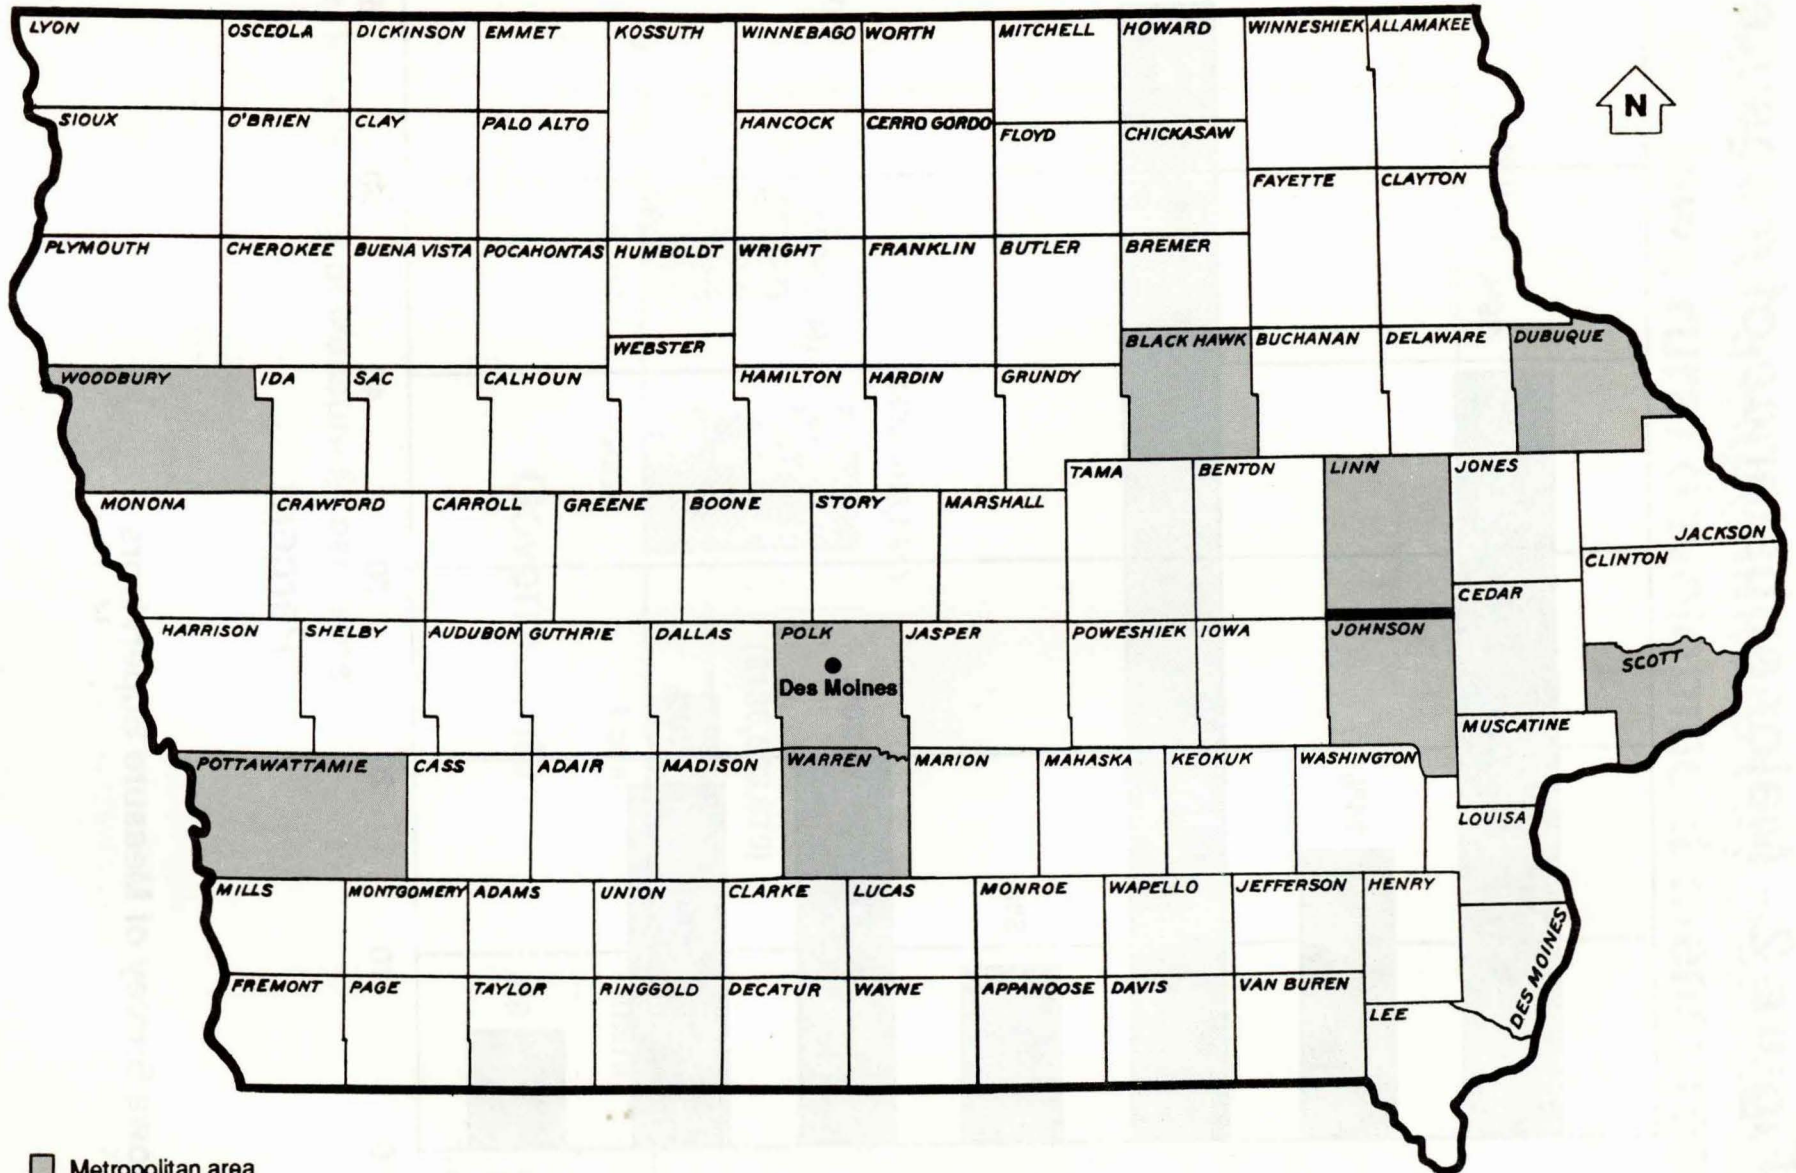 LYON OSCEOLA DICKINSON EMMET KOSSUTH WINNEBAGO WORTH MITCHELL HOWARD WINNESHIEK ALLAMAKEE
N
SIOUX O'BRIEN CLAY PALO ALTO HANCOCK CERRO GORDO FLOYD CHICKASAW
FAYETTE CLAYTON
PLYMOUTH CHEROKEE BUENA VISTA POCAHONTAS HUMBOLDT WRIGHT FRANKLIN BUTLER BREMER
WEBSTER BLACK HAWK BUCHANAN DELAWARE DUBUQUE
WOODBURY IDA SAC CALHOUN HAMILTON HARDIN GRUNDY
TAMA BENTON LINN JONES
MONONA CRAWFORD CARROLL GREENE BOONE STORY MARSHALL
JACKSON
CLINTON
CEDAR
HARRISON SHELBY AUDUBON GUTHRIE DALLAS POLK JASPER POWESHIEK IOWA JOHNSON
SCOTT
Des Moines
MUSCATINE
POTTAWATTAMIE CASS ADAIR MADISON WARREN MARION MAHASKA KEOKUK WASHINGTON
LOUISA
MILLS MONTGOMERY ADAMS UNION CLARKE LUCAS MONROE WAPELLO JEFFERSON HENRY
DES MOINES
FREMONT PAGE TAYLOR RINGGOLD DECATUR WAYNE APPANOOSE DAVIS VAN BUREN
LEE
Metropolitan area